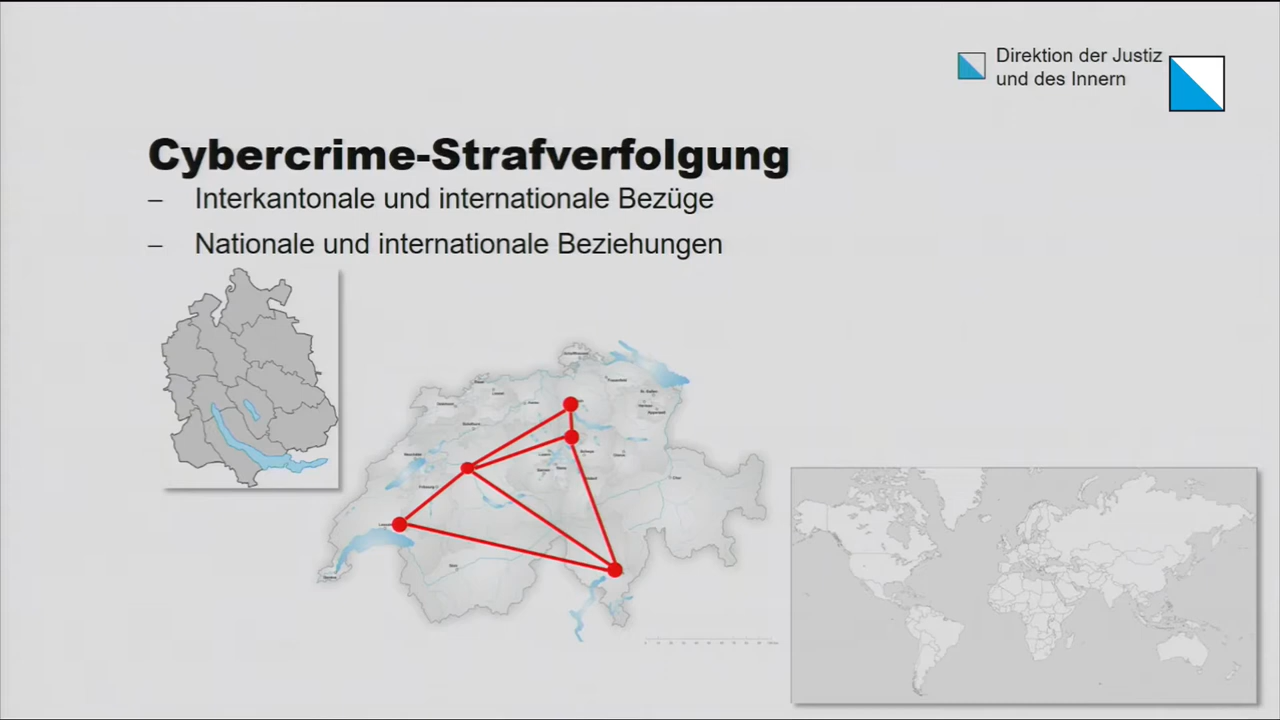 Direktion der Justiz
und des Innern
Cybercrime-Strafverfolgung
– Interkantonale und internationale Bezüge
– Nationale und internationale Beziehungen